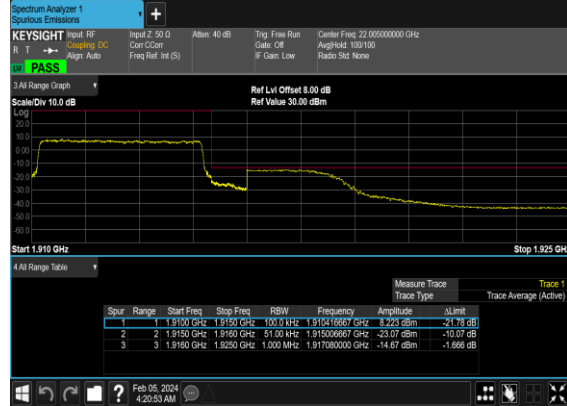 Spectrum Analyzer 1
Spurious Emissions
+
KEYSIGHT Input: RF Input Z: 50 Ω Atten: 40 dB Trig: Free Run Center Freq: 22.005000000 GHz
R T Coupling: DC Corr CCorr Gate: Off Avg|Hold: 100/100
Align: Auto Freq Ref: Int (S) IF Gain: Low Radio Std: None
PASS
3 All Range Graph
Ref Lvl Offset 8.00 dB
Scale/Div 10.0 dB Ref Value 30.00 dBm
Log
20.0
10.0
0.00
-10.0
-20.0
-30.0
-40.0
-50.0
-60.0
Start 1.910 GHz Stop 1.925 GH
4 All Range Table
Measure Trace Trace 1
Trace Type Trace Average (Active)
Spur Range Start Freq Stop Freq RBW Frequency Amplitude ΔLimit
1 1 1.9100 GHz 1.9150 GHz 100.0 kHz 1.910416667 GHz 8.223 dBm -21.78 dB
2 2 1.9150 GHz 1.9160 GHz 51.00 kHz 1.915006667 GHz -23.07 dBm -10.07 dB
3 3 1.9160 GHz 1.9250 GHz 1.000 MHz 1.917080000 GHz -14.67 dBm -1.666 dB
? Feb 05, 2024
4:20:53 AM